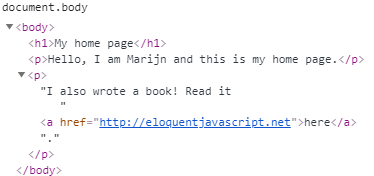 document.body
▼<body>
<h1>My home page</h1>
<p>Hello, I am Marijn and this is my home page.</p>
▼<p>
"I also wrote a book! Read it
"
<a href="http://eloquentjavascript.net">here</a>
"."
</p>
</body>